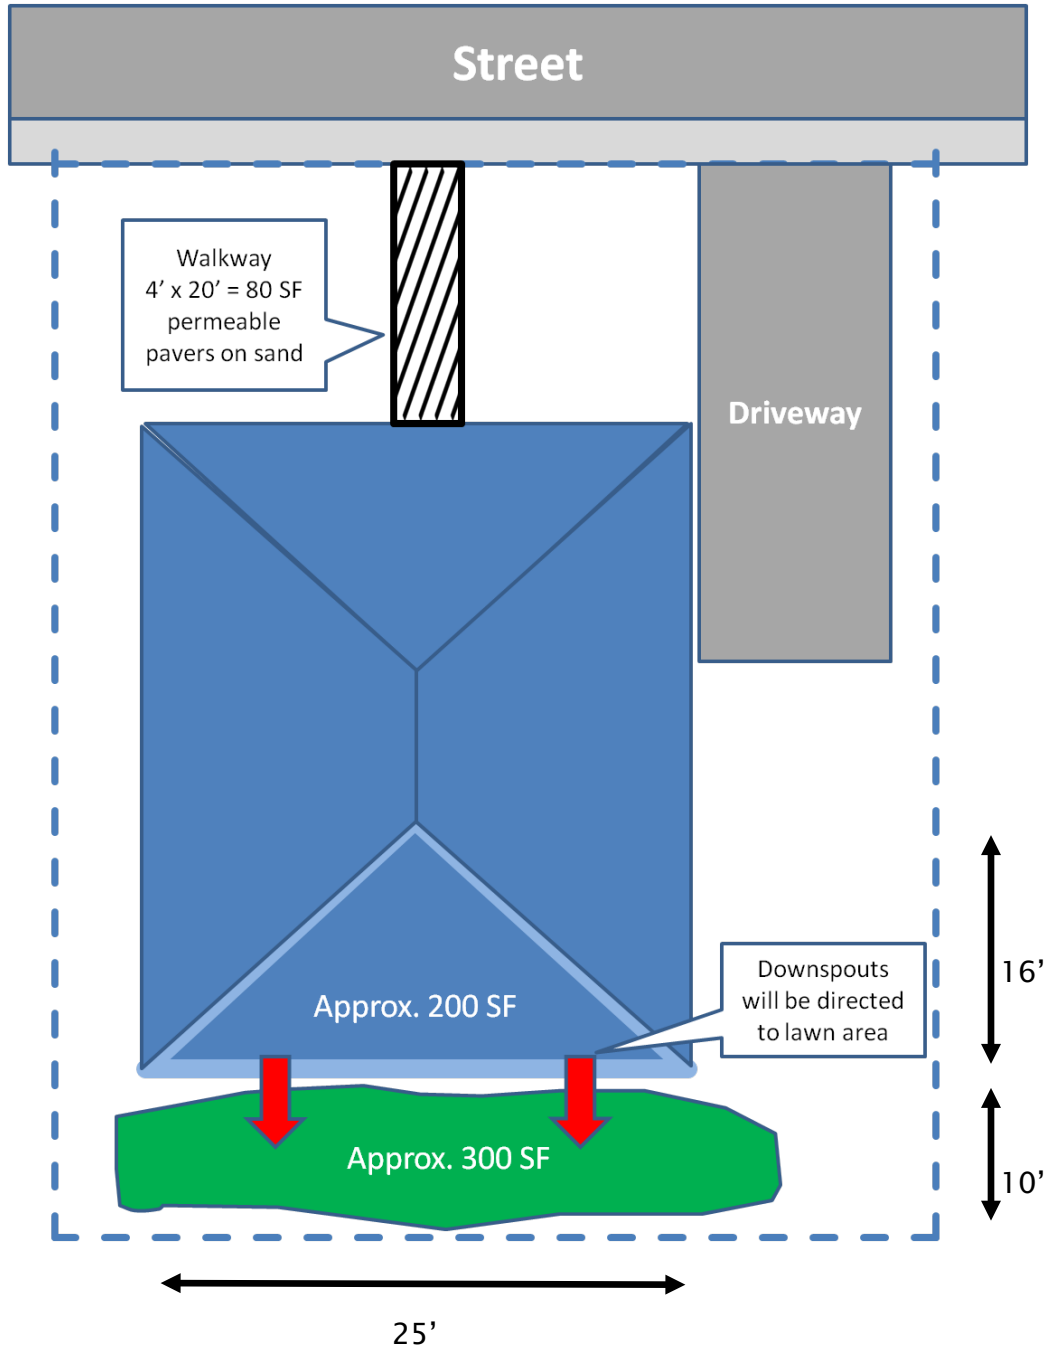 Street
Walkway
4’ x 20’ = 80 SF
permeable
pavers on sand
Driveway
16’
Downspouts
will be directed
to lawn area
Approx. 200 SF
Approx. 300 SF
10’
25’